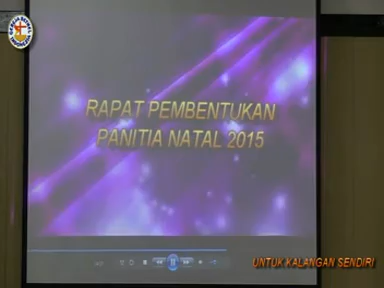 RAPAT PEMBENTUKAN
PANITIA NATAL 2015
UNTUK KALANGAN SENDIRI